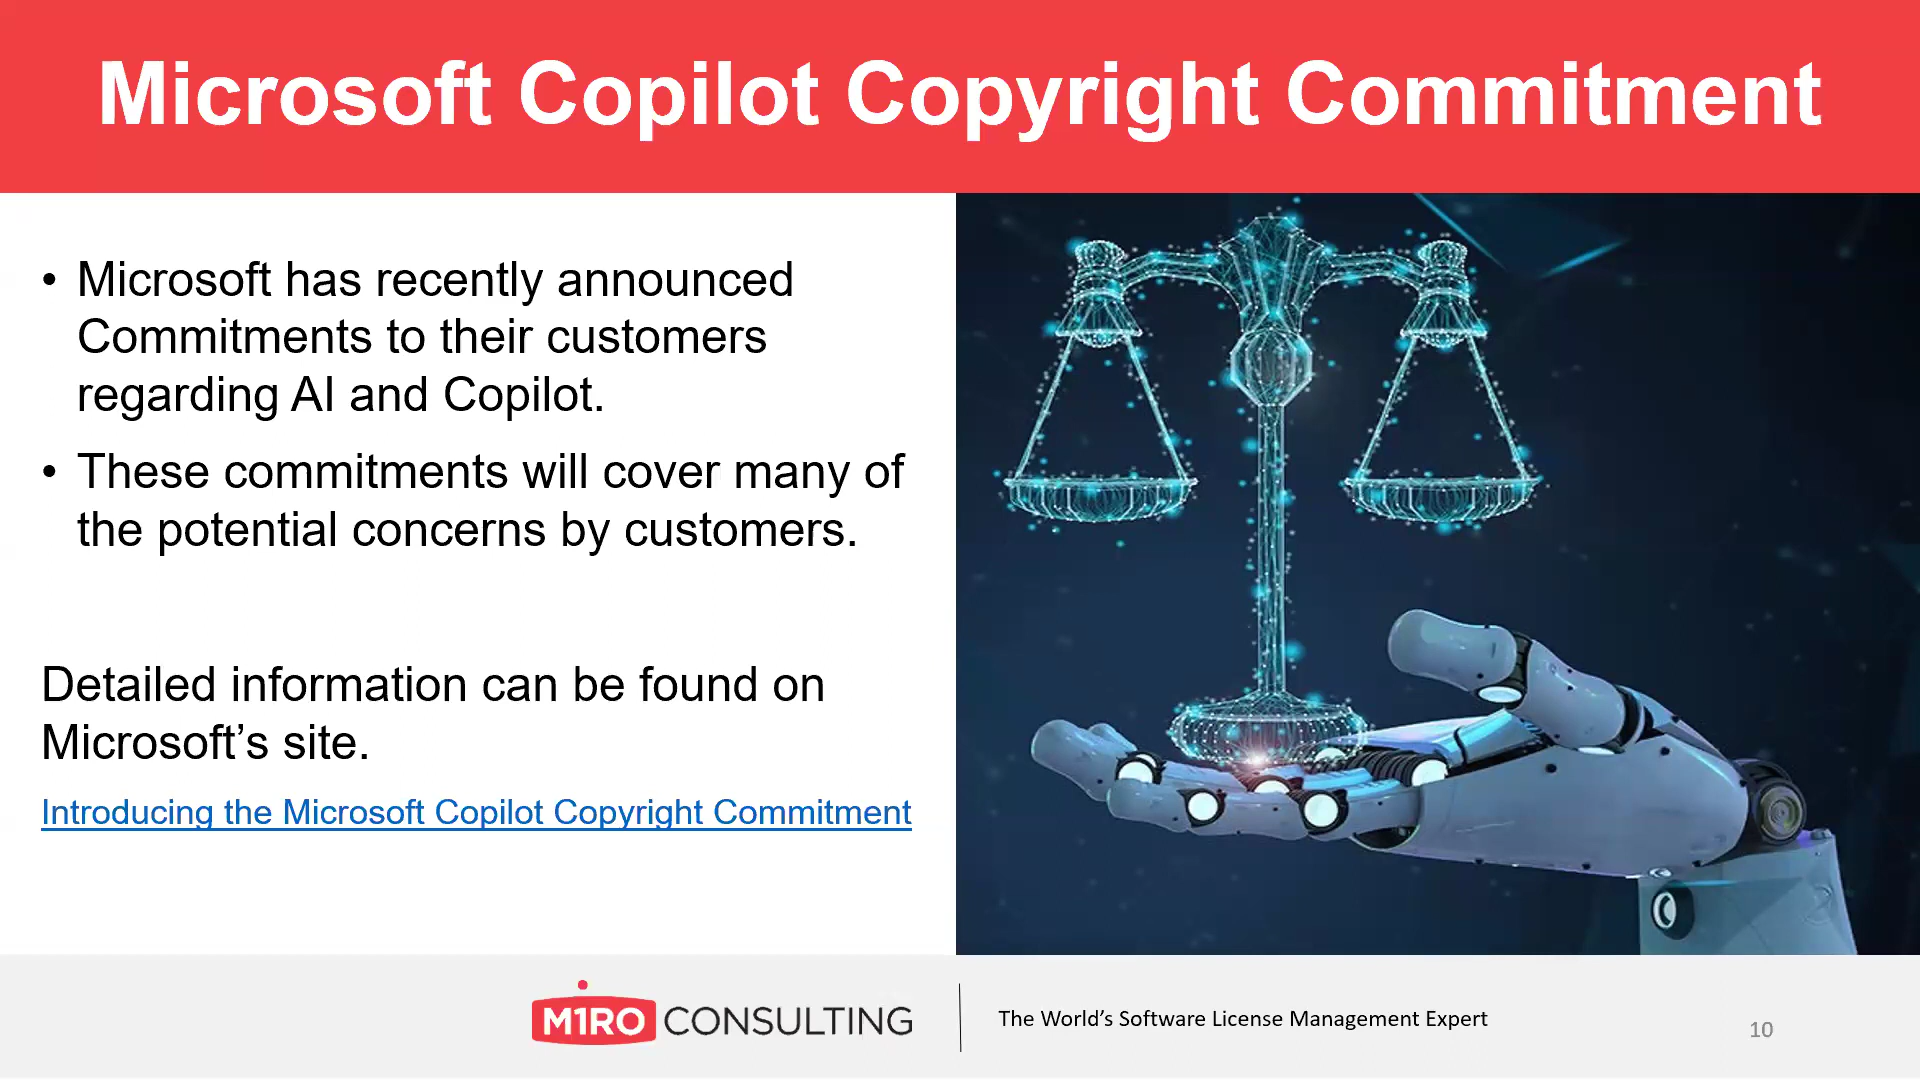 Microsoft Copilot Copyright Commitment
• Microsoft has recently announced
Commitments to their customers
regarding AI and Copilot.
• These commitments will cover many of
the potential concerns by customers.
Detailed information can be found on
Microsoft’s site.
Introducing the Microsoft Copilot Copyright Commitment
M1RO CONSULTING
The World’s Software License Management Expert
10